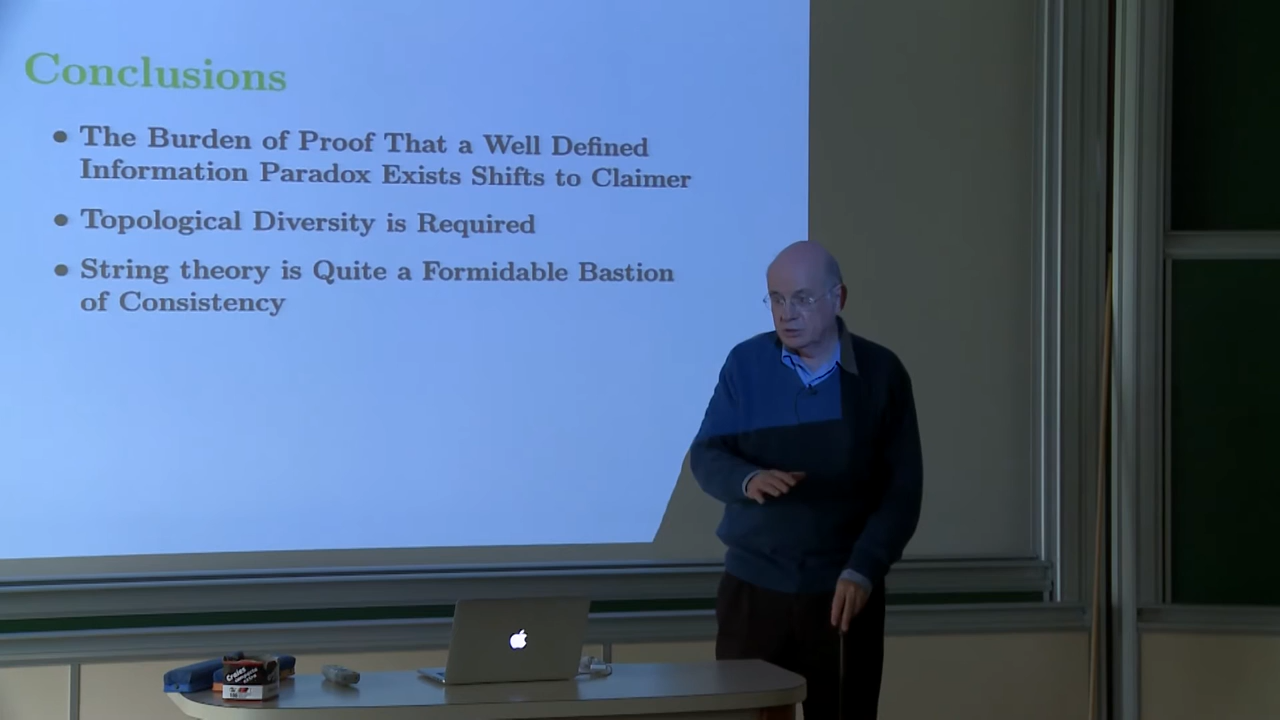 Conclusions
• The Burden of Proof That a Well Defined
Information Paradox Exists Shifts to Claimer
• Topological Diversity is Required
• String theory is Quite a Formidable Bastion
of Consistency
Craies